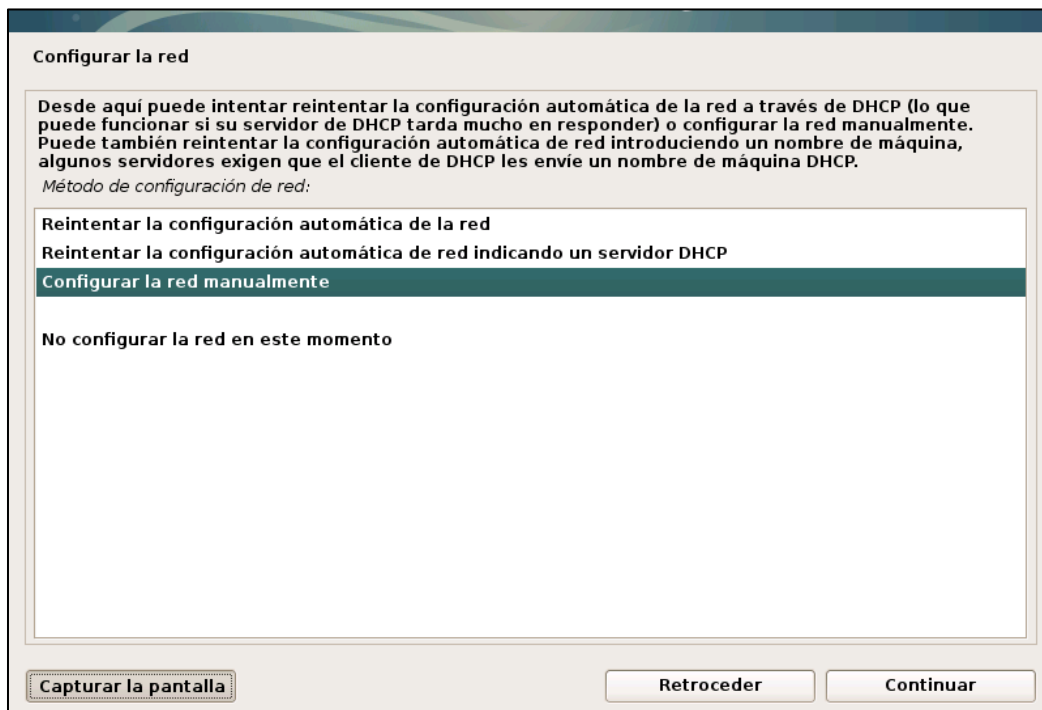 Configurar la red
Desde aquí puede intentar reintentar la configuración automática de la red a través de DHCP (lo que
puede funcionar si su servidor de DHCP tarda mucho en responder) o configurar la red manualmente.
Puede también reintentar la configuración automática de red introduciendo un nombre de máquina,
algunos servidores exigen que el cliente de DHCP les envíe un nombre de máquina DHCP.
Método de configuración de red:
Reintentar la configuración automática de la red
Reintentar la configuración automática de red indicando un servidor DHCP
Configurar la red manualmente
No configurar la red en este momento
Capturar la pantalla
Retroceder
Continuar